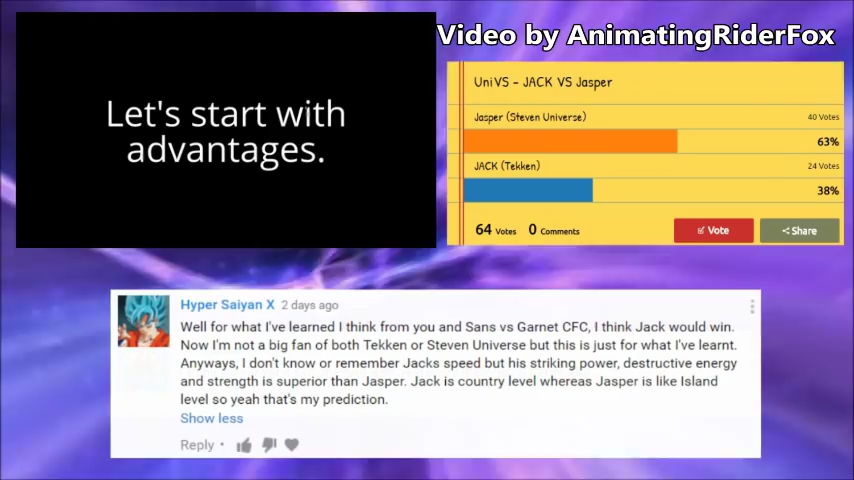 Let's start with
advantages.
Video by AnimatingRiderFox
UniVS - JACK VS Jasper
Jasper (Steven Universe) 40 Votes
63%
JACK (Tekken) 24 Votes
38%
64 Votes 0 Comments Vote Share
Hyper Saiyan X 2 days ago
Well for what I've learned I think from you and Sans vs Garnet CFC, I think Jack would win.
Now I'm not a big fan of both Tekken or Steven Universe but this is just for what I've learnt.
Anyways, I don't know or remember Jacks speed but his striking power, destructive energy
and strength is superior than Jasper. Jack is country level whereas Jasper is like Island
level so yeah that's my prediction.
Show less
Reply •